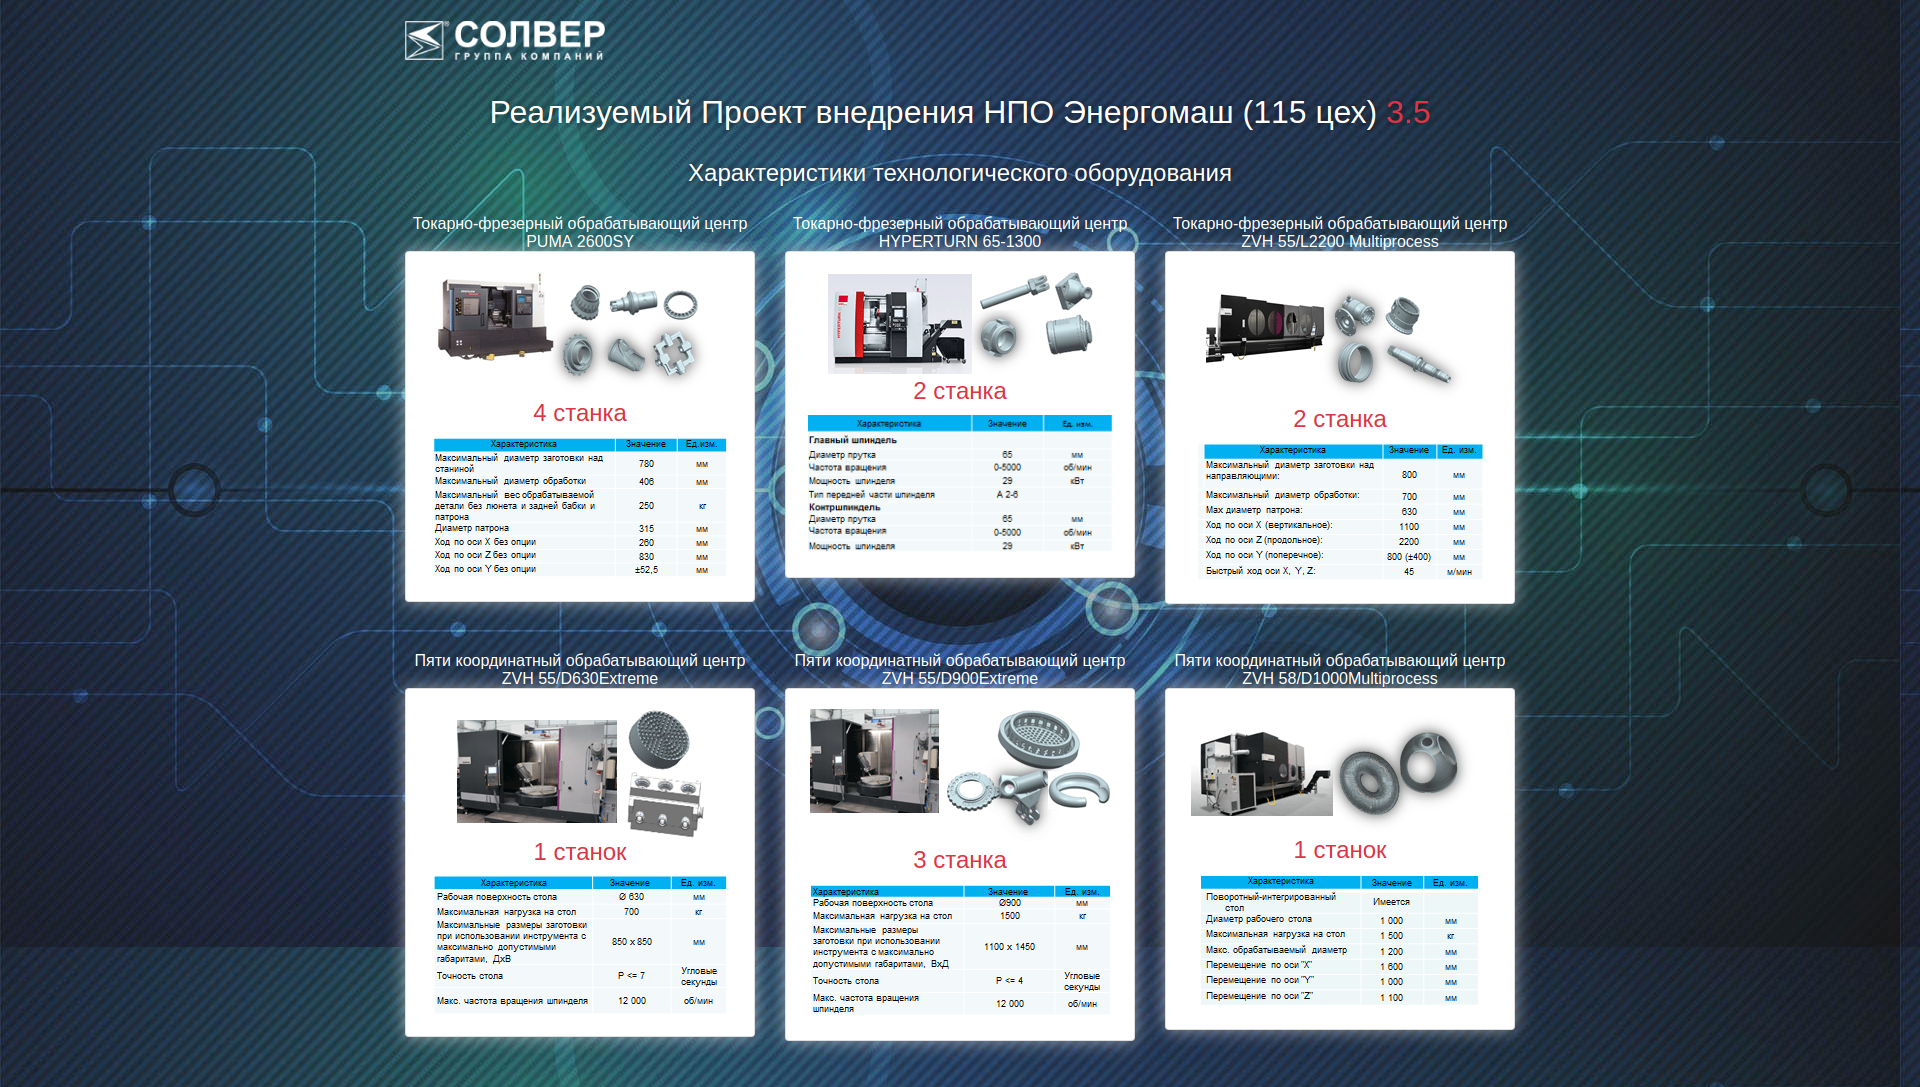 СОЛВЕР
ГРУППА КОМПАНИЙ
Реализуемый Проект внедрения НПО Энергомаш (115 цех) 3.5
Характеристики технологического оборудования
Токарно-фрезерный обрабатывающий центр
PUMA 2600SY
4 станка
Характеристика Значение Ед.изм.
Максимальный диаметр заготовки над
станиной 780 мм
Максимальный диаметр обработки 406 мм
Максимальный вес обрабатываемой
детали без люнета и задней бабки и 250 кг
патрона
Диаметр патрона 315 мм
Ход по оси X без опции 260 мм
Ход по оси Z без опции 830 мм
Ход по оси Y без опции ±52,5 мм
Токарно-фрезерный обрабатывающий центр
HYPERTURN 65-1300
2 станка
Характеристика Значение Ед. изм.
Главный шпиндель
Диаметр прутка 65 мм
Частота вращения 0-5000 об/мин
Мощность шпинделя 29 кВт
Тип передней части шпинделя А 2-6
Контршпиндель
Диаметр прутка 65 мм
Частота вращения 0-5000 об/мин
Мощность шпинделя 29 кВт
Токарно-фрезерный обрабатывающий центр
ZVH 55/L2200 Multiprocess
2 станка
Характеристика Значение Ед. изм.
Максимальный диаметр заготовки над
направляющими: 800 мм
Максимальный диаметр обработки: 700 мм
Мах диаметр патрона: 630 мм
Ход по оси X (вертикальное): 1100 мм
Ход по оси Z (продольное): 2200 мм
Ход по оси Y (поперечное): 800 (±400) мм
Быстрый ход оси X, Y, Z: 45 м/мин
Пяти координатный обрабатывающий центр
ZVH 55/D630Extreme
1 станок
Характеристика Значение Ед. изм.
Рабочая поверхность стола Ø 630 мм
Максимальная нагрузка на стол 700 кг
Максимальные размеры заготовки
при использовании инструмента с 850 x 850 мм
максимально допустимыми
габаритами, ДхВ
Точность стола P <= 7 Угловые
секунды
Макс. частота вращения шпинделя 12 000 об/мин
Пяти координатный обрабатывающий центр
ZVH 55/D900Extreme
3 станка
Характеристика Значение Ед. изм.
Рабочая поверхность стола Ø900 мм
Максимальная нагрузка на стол 1500 кг
Максимальные размеры
заготовки при использовании
инструмента с максимально 1100 x 1450 мм
допустимыми габаритами, ВхД
Точность стола P <= 4 Угловые
секунды
Макс. частота вращения
шпинделя 12 000 об/мин
Пяти координатный обрабатывающий центр
ZVH 58/D1000Multiprocess
1 станок
Характеристика Значение Ед. изм.
Поворотный-интегрированный
стол Имеется
Диаметр рабочего стола 1 000 мм
Максимальная нагрузка на стол 1 500 кг
Макс. обрабатываемый диаметр 1 200 мм
Перемещение по оси "X" 1 600 мм
Перемещение по оси "Y" 1 000 мм
Перемещение по оси "Z" 1 100 мм